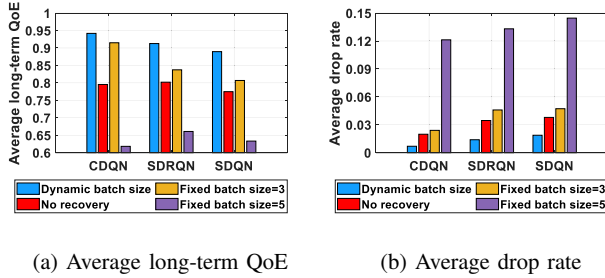 Average long-term QoE
1
0.95
0.9
0.85
0.8
0.75
0.7
0.65
0.6
CDQN SDRQN SDQN
Dynamic batch size Fixed batch size=3
No recovery Fixed batch size=5
(a) Average long-term QoE
Average drop rate
0.15
0.12
0.09
0.06
0.03
0
CDQN SDRQN SDQN
Dynamic batch size Fixed batch size=3
No recovery Fixed batch size=5
(b) Average drop rate